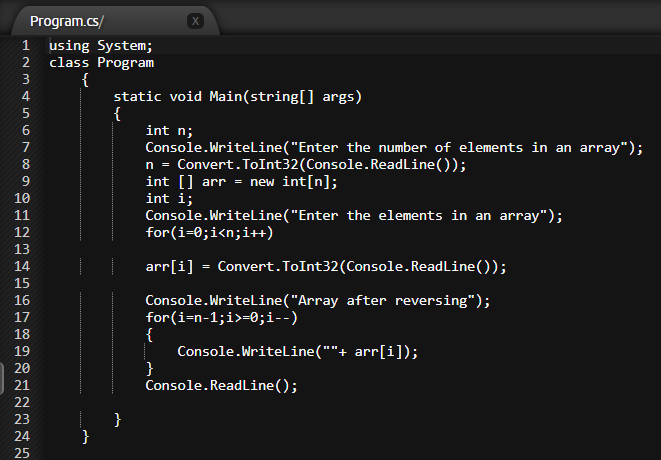 Program.cs/ X
1 using System;
2 class Program
3 {
4 static void Main(string[] args)
5 {
6 int n;
7 Console.WriteLine("Enter the number of elements in an array");
8 n = Convert.ToInt32(Console.ReadLine());
9 int [] arr = new int[n];
10 int i;
11 Console.WriteLine("Enter the elements in an array");
12 for(i=0;i<n;i++)
13
14 arr[i] = Convert.ToInt32(Console.ReadLine());
15
16 Console.WriteLine("Array after reversing");
17 for(i=n-1;i>=0;i--)
18 {
19 Console.WriteLine(""+ arr[i]);
20 }
21 Console.ReadLine();
22
23 }
24 }
25